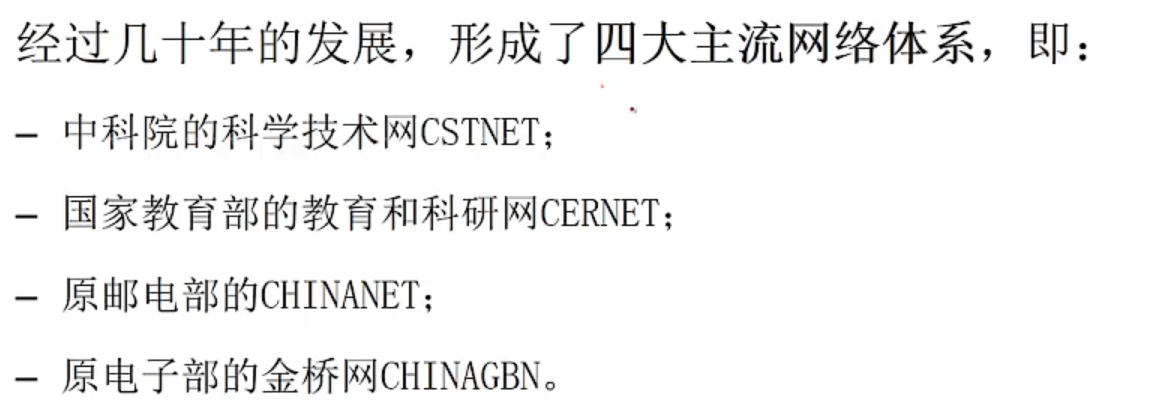 经过几十年的发展，形成了四大主流网络体系，即：
– 中科院的科学技术网CSTNET；
– 国家教育部的教育和科研网CERNET；
– 原邮电部的CHINANET；
– 原电子部的金桥网CHINAGBN。